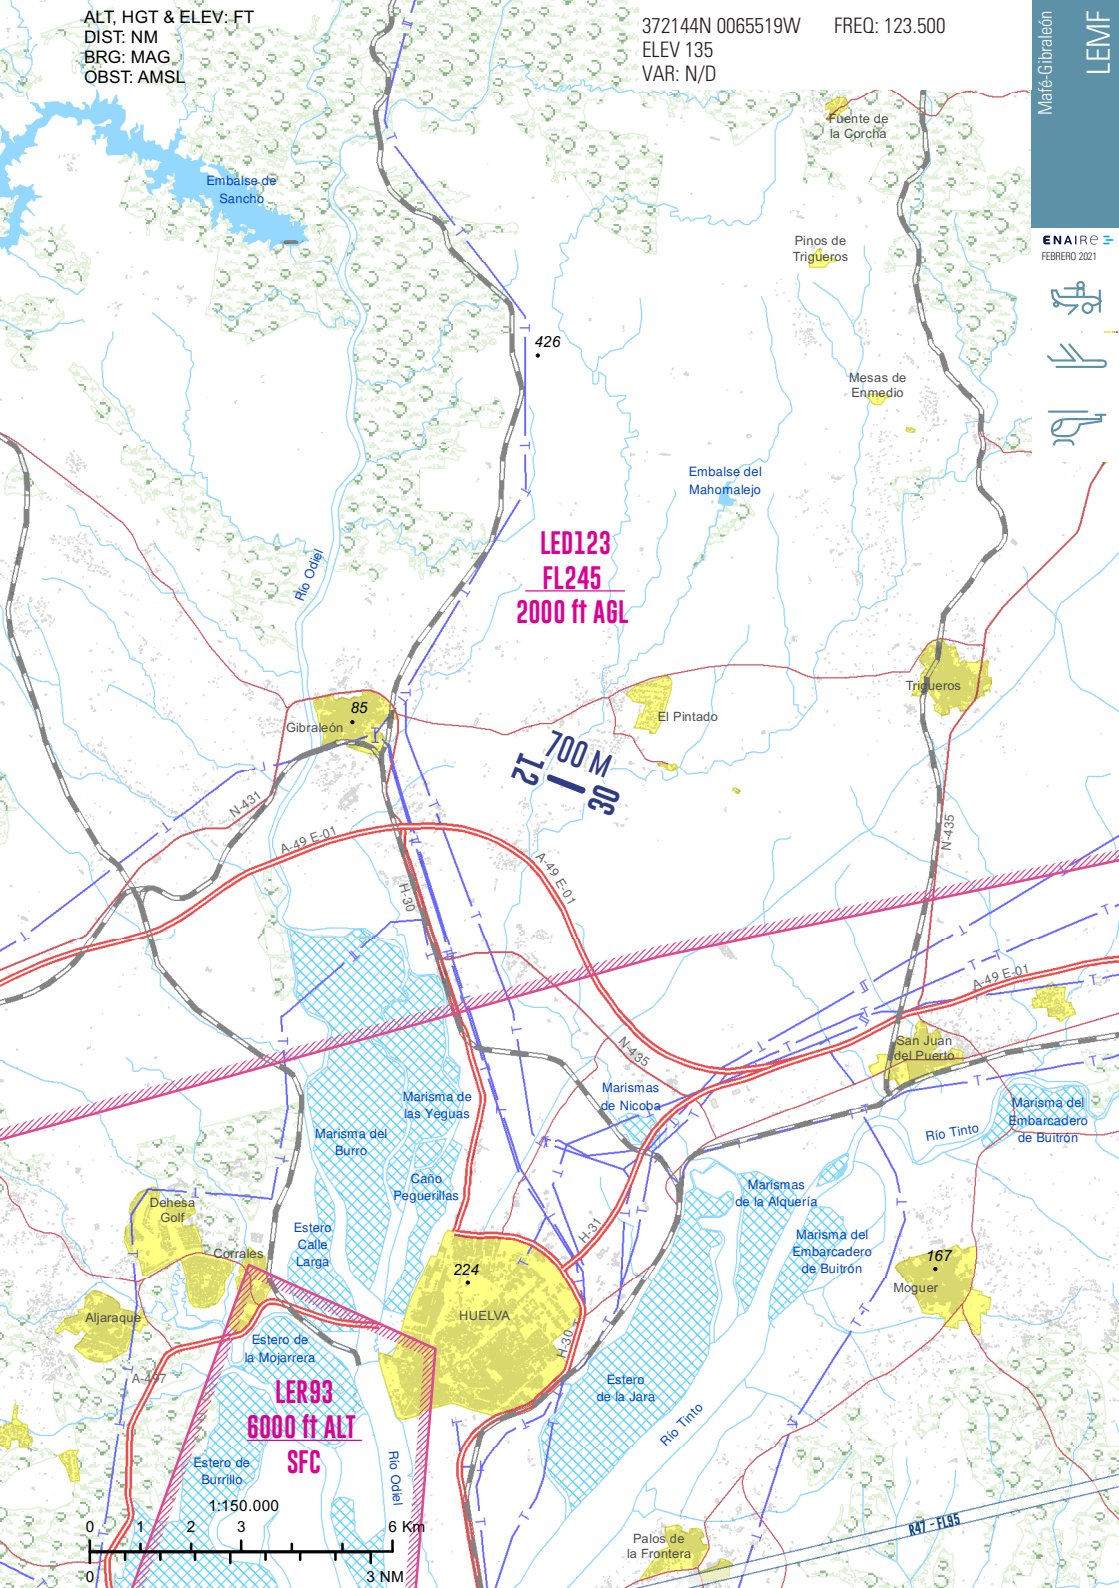 ALT, HGT & ELEV: FT
DIST: NM
BRG: MAG
OBST: AMSL
372144N 0065519W FREQ: 123.500
ELEV 135
VAR: N/D
Mafé-Gibraleón
LEMF
ENAIRE
FEBRERO 2021
Fuente de
la Corcha
Embalse de
Sancho
Pinos de
Trigueros
426
Mesas de
Enmedio
Embalse del
Mahomalejo
LED123
FL245
2000 ft AGL
Río Odiel
Trigueros
85
Gibraleón
El Pintado
700 M
12
30
N-431
A-49 E-01
A-49 E-01
H-30
N-435
A-49 E-01
San Juan
del Puerto
N-435
Marismas
de Nicoba
Marisma de
las Yeguas
Marisma del
Burro
Marisma del
Embarcadero
de Buitrón
Río Tinto
Caño
Peguerillas
Marismas
de la Alquería
Dehesa
Golf
Estero
Calle
Larga
H-31
Marisma del
Embarcadero
de Buitrón
Corrales
224
167
Moguer
HUELVA
Aljaraque
Estero de
la Mojarrera
H-30
A-497
Estero
de la Jara
LER93
6000 ft ALT
SFC
Río Tinto
Estero de
Burrillo
Río Odiel
R47 - FL95
Palos de
la Frontera
1:150.000
0 1 2 3 6 Km
0 3 NM